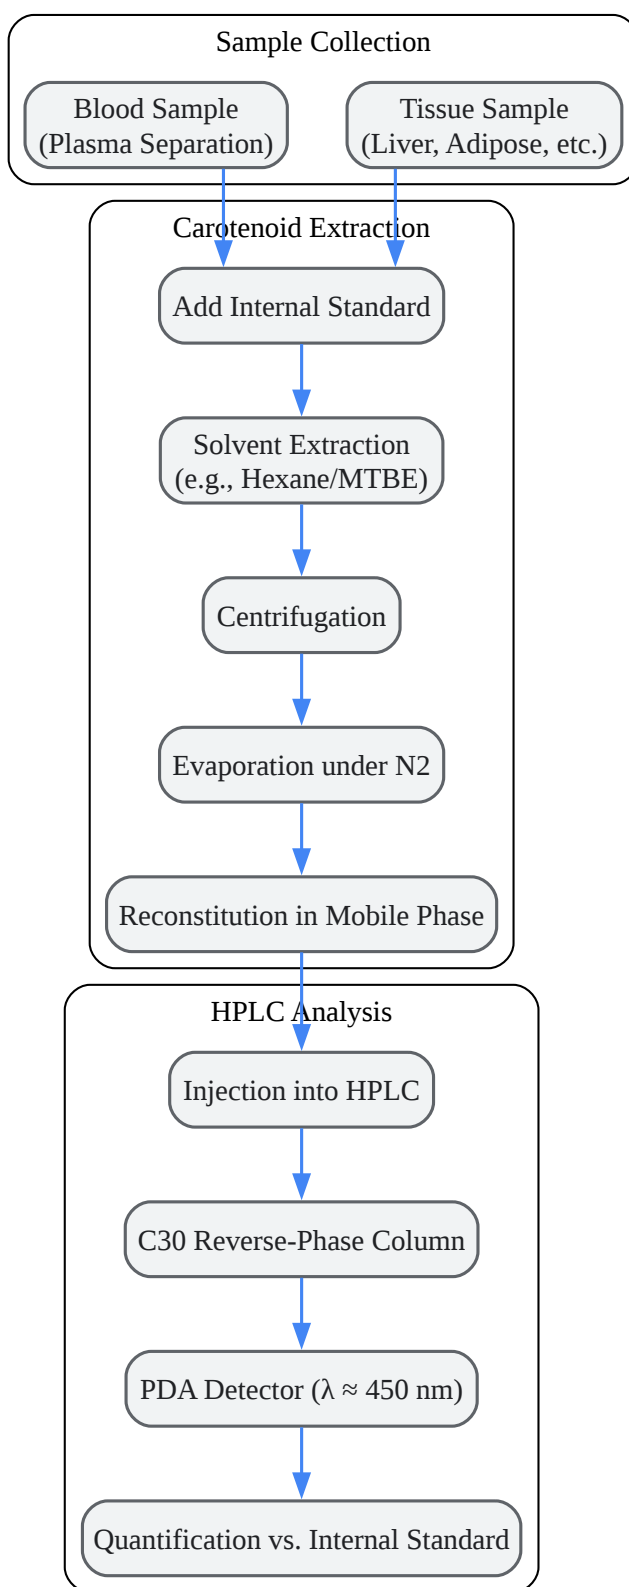 Sample Collection
Blood Sample
(Plasma Separation)
Tissue Sample
(Liver, Adipose, etc.)
Carotenoid Extraction
Add Internal Standard
Solvent Extraction
(e.g., Hexane/MTBE)
Centrifugation
Evaporation under N2
Reconstitution in Mobile Phase
HPLC Analysis
Injection into HPLC
C30 Reverse-Phase Column
PDA Detector (λ ≈ 450 nm)
Quantification vs. Internal Standard